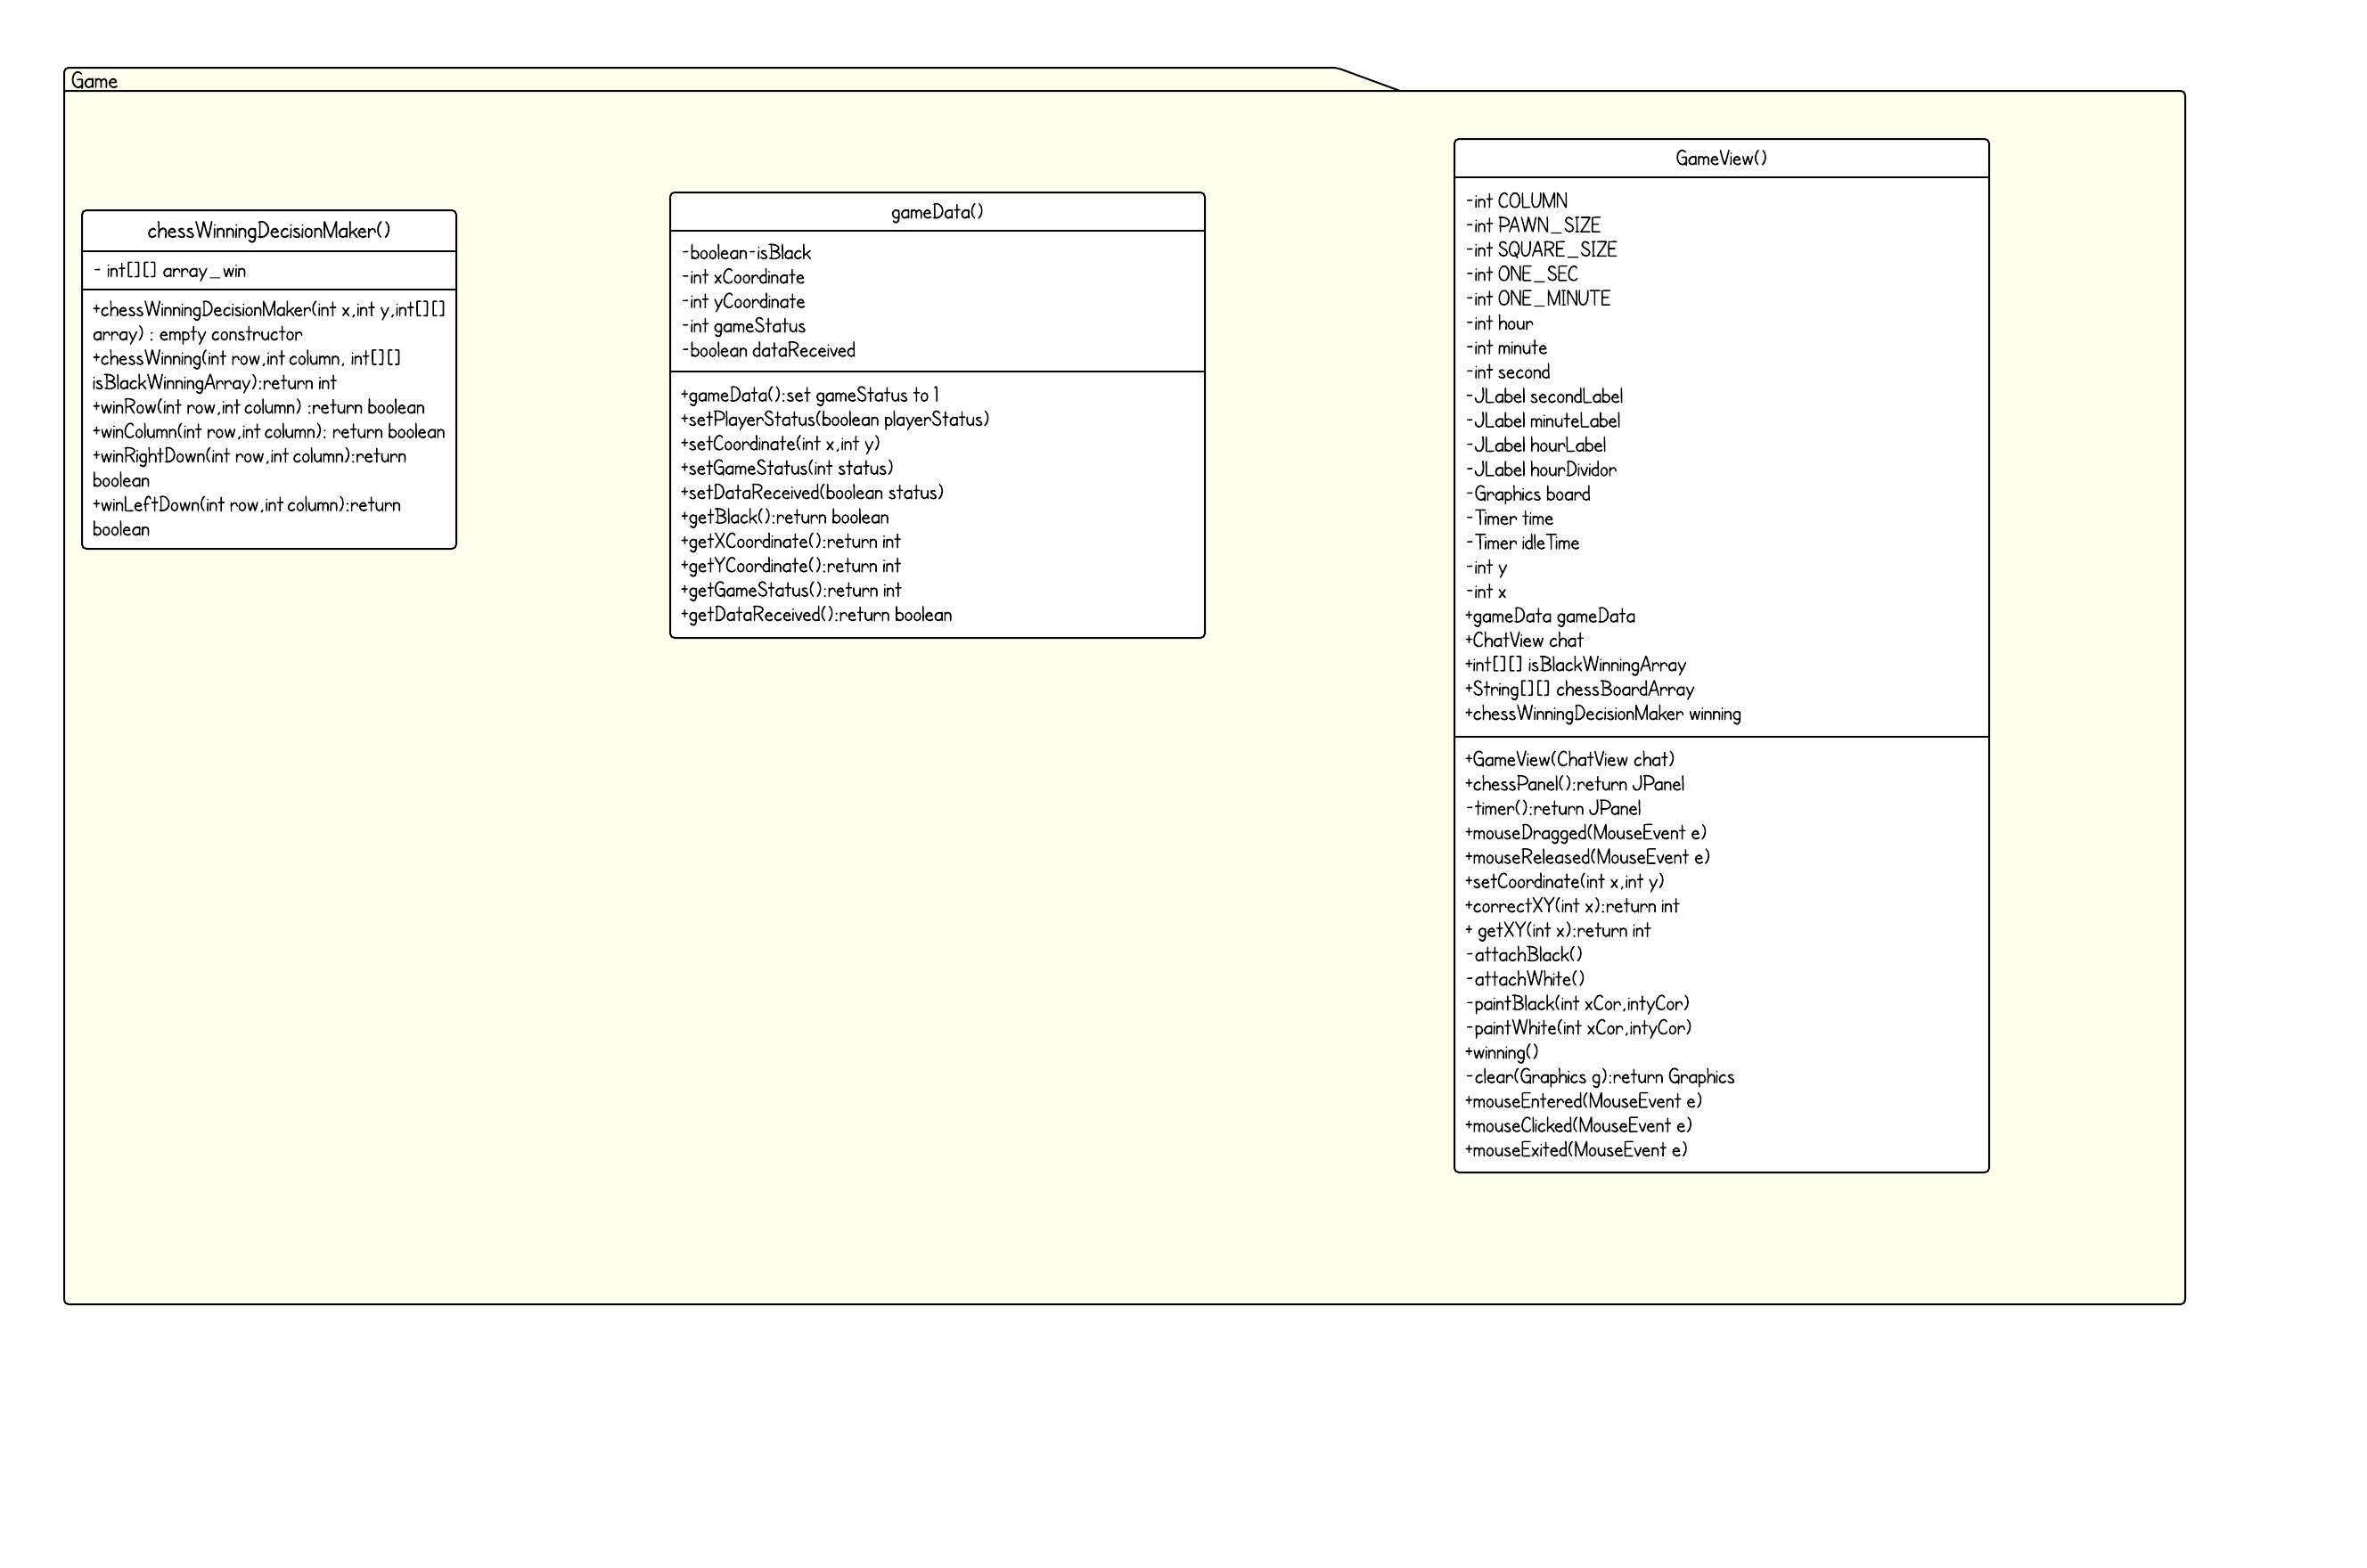 Game
chessWinningDecisionMaker()
- int[][] array_win
+chessWinningDecisionMaker(int x,int y,int[][]
array) : empty constructor
+chessWinning(int row,int column, int[][]
isBlackWinningArray):return int
+winRow(int row,int column) :return boolean
+winColumn(int row,int column): return boolean
+winRightDown(int row,int column):return
boolean
+winLeftDown(int row,int column):return
boolean
gameData()
-boolean-isBlack
-int xCoordinate
-int yCoordinate
-int gameStatus
-boolean dataReceived
+gameData():set gameStatus to 1
+setPlayerStatus(boolean playerStatus)
+setCoordinate(int x,int y)
+setGameStatus(int status)
+setDataReceived(boolean status)
+getBlack():return boolean
+getXCoordinate():return int
+getYCoordinate():return int
+getGameStatus():return int
+getDataReceived():return boolean
GameView()
-int COLUMN
-int PAWN_SIZE
-int SQUARE_SIZE
-int ONE_SEC
-int ONE_MINUTE
-int hour
-int minute
-int second
-JLabel secondLabel
-JLabel minuteLabel
-JLabel hourLabel
-JLabel hourDividor
-Graphics board
-Timer time
-Timer idleTime
-int y
-int x
+gameData gameData
+ChatView chat
+int[][] isBlackWinningArray
+String[][] chessBoardArray
+chessWinningDecisionMaker winning
+GameView(ChatView chat)
+chessPanel():return JPanel
-timer():return JPanel
+mouseDragged(MouseEvent e)
+mouseReleased(MouseEvent e)
+setCoordinate(int x,int y)
+correctXY(int x):return int
+ getXY(int x):return int
-attachBlack()
-attachWhite()
-paintBlack(int xCor,intyCor)
-paintWhite(int xCor,intyCor)
+winning()
-clear(Graphics g):return Graphics
+mouseEntered(MouseEvent e)
+mouseClicked(MouseEvent e)
+mouseExited(MouseEvent e)